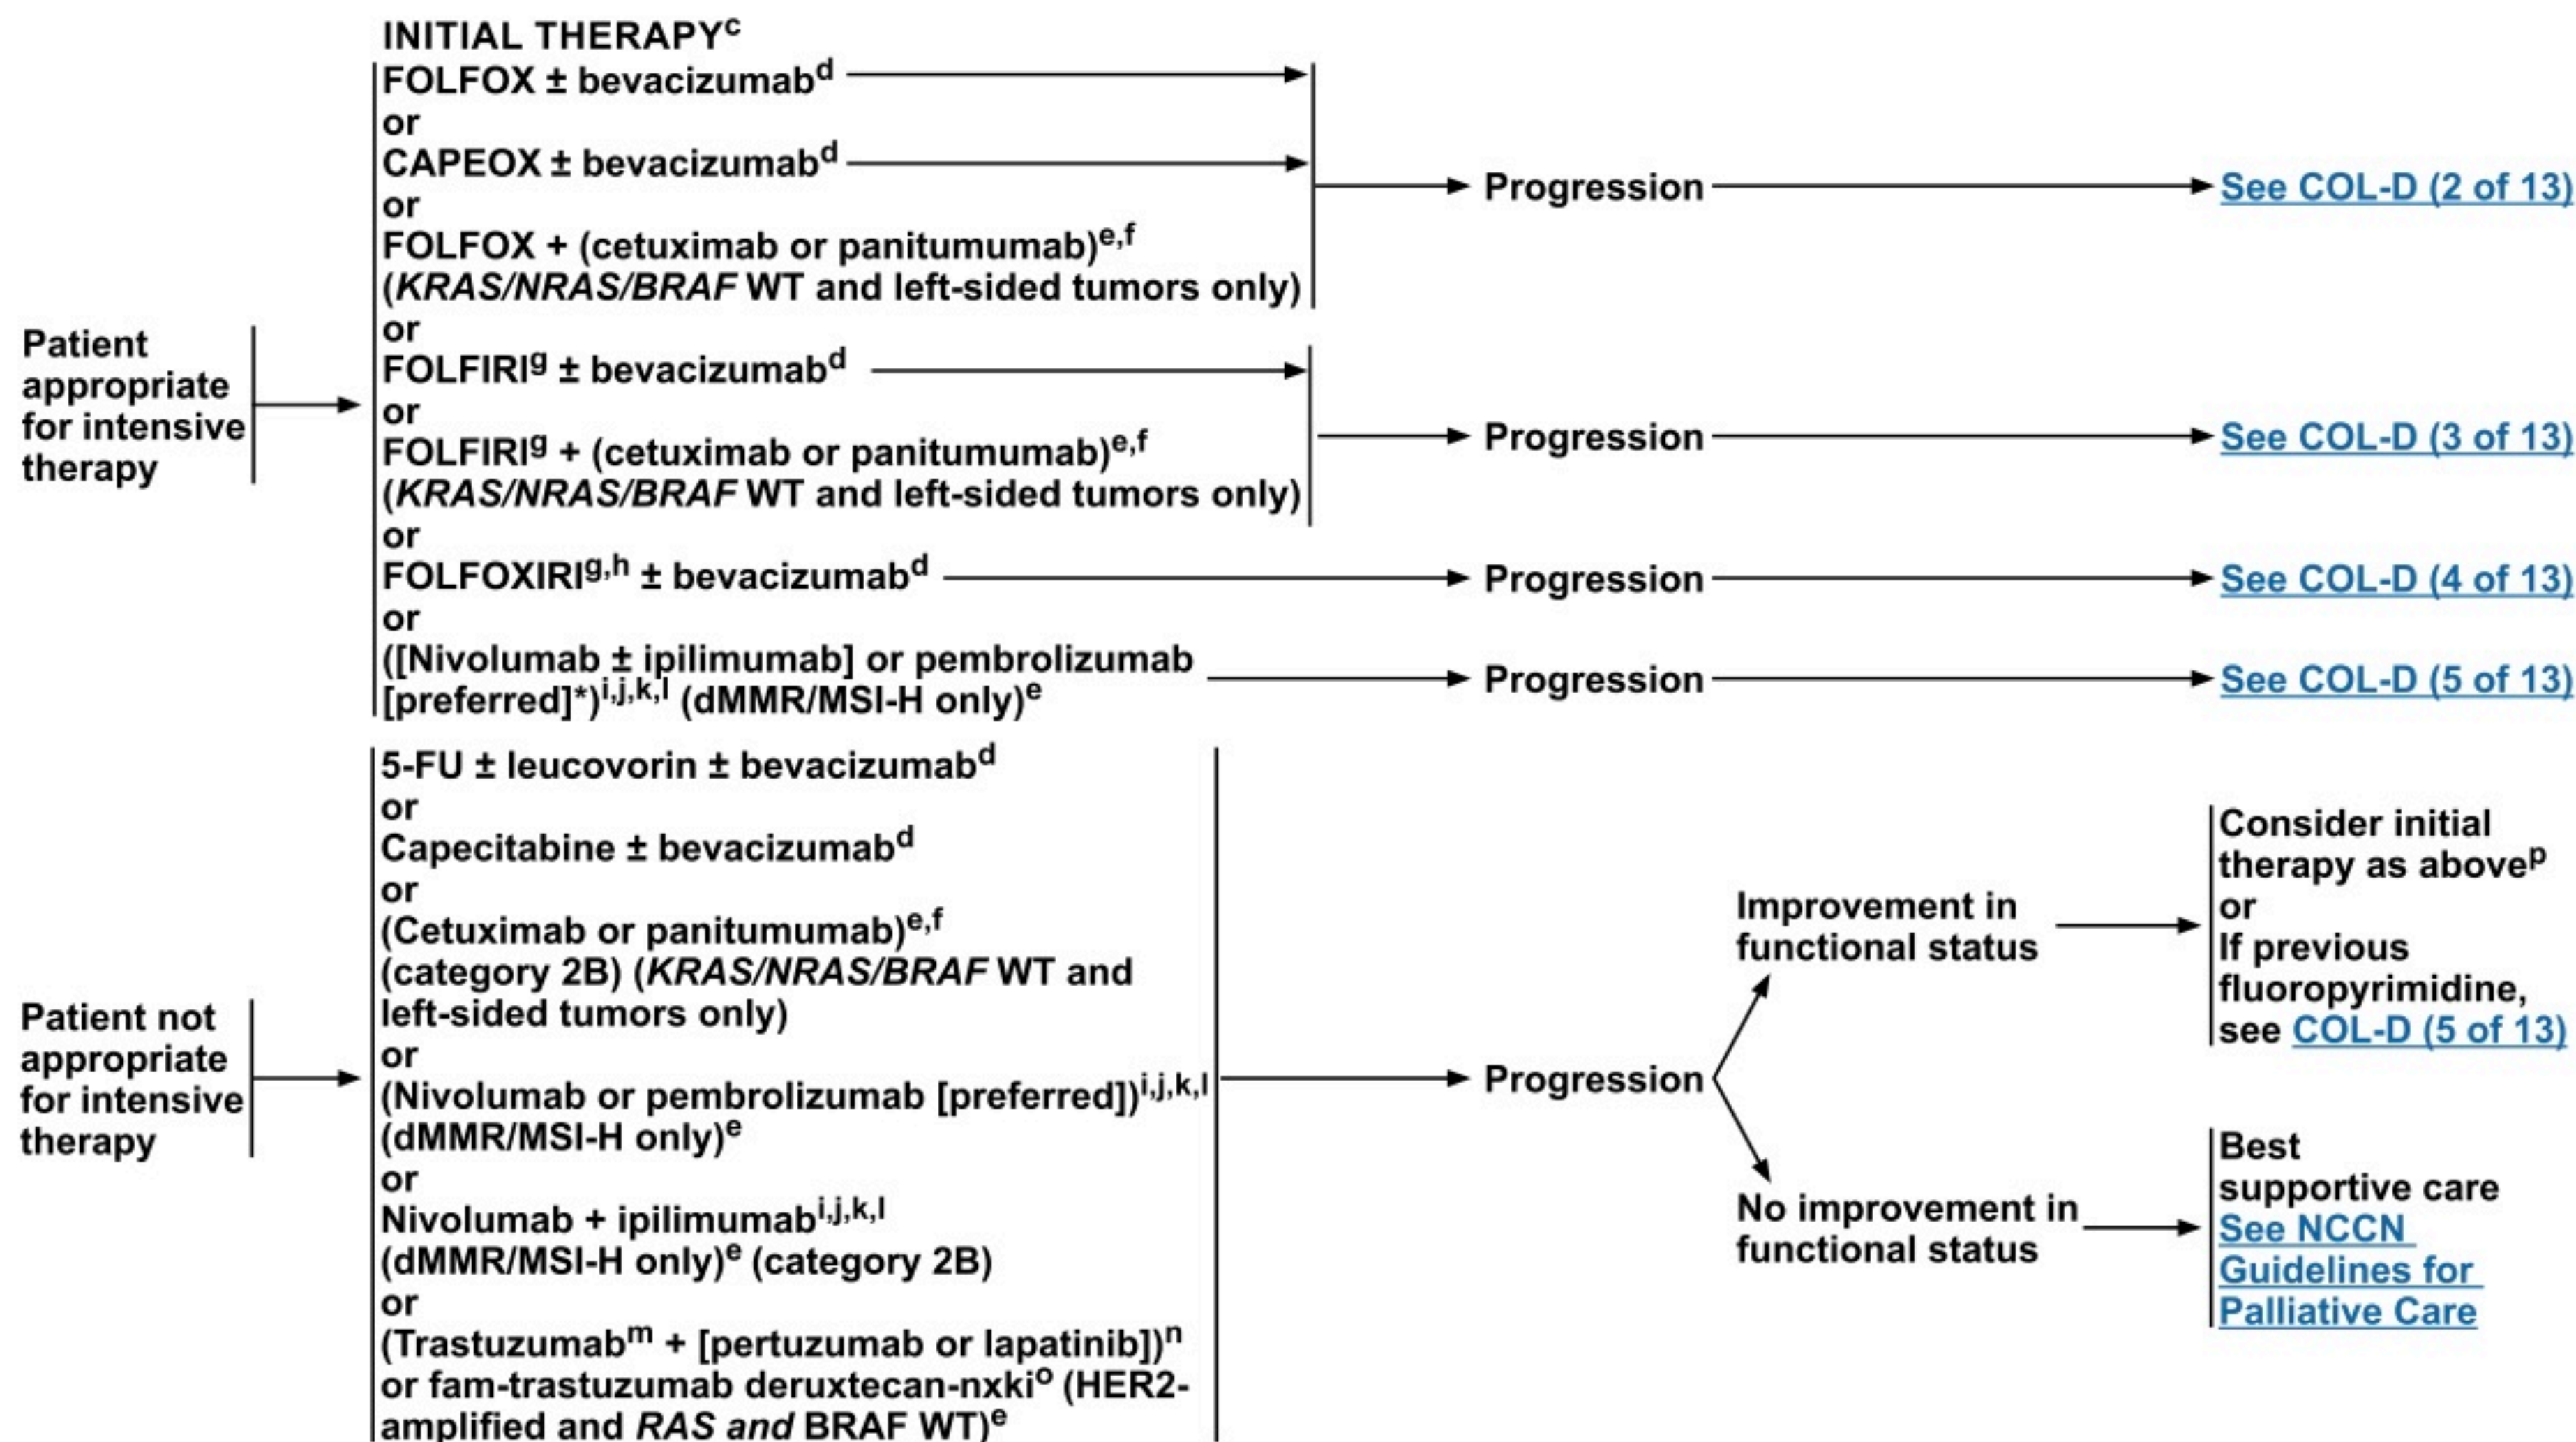 INITIAL THERAPYc
Patient
appropriate
for intensive
therapy
FOLFOX ± bevacizumabd
or
CAPEOX ± bevacizumabd
or
FOLFOX + (cetuximab or panitumumab)e,f
(KRAS/NRAS/BRAF WT and left-sided tumors only)
or
FOLFIRIg ± bevacizumabd
or
FOLFIRIg + (cetuximab or panitumumab)e,f
(KRAS/NRAS/BRAF WT and left-sided tumors only)
or
FOLFOXIRIg,h ± bevacizumabd
or
([Nivolumab ± ipilimumab] or pembrolizumab
[preferred]*)i,j,k,l (dMMR/MSI-H only)e
Progression
See COL-D (2 of 13)
Progression
See COL-D (3 of 13)
Progression
See COL-D (4 of 13)
Progression
See COL-D (5 of 13)
Patient not
appropriate
for intensive
therapy
5-FU ± leucovorin ± bevacizumabd
or
Capecitabine ± bevacizumabd
or
(Cetuximab or panitumumab)e,f
(category 2B) (KRAS/NRAS/BRAF WT and
left-sided tumors only)
or
(Nivolumab or pembrolizumab [preferred])i,j,k,l
(dMMR/MSI-H only)e
or
Nivolumab + ipilimumabi,j,k,l
(dMMR/MSI-H only)e (category 2B)
or
(Trastuzumabm + [pertuzumab or lapatinib])n
or fam-trastuzumab deruxtecan-nxkio (HER2-
amplified and RAS and BRAF WT)e
Progression
Improvement in
functional status
Consider initial
therapy as abovep
or
If previous
fluoropyrimidine,
see COL-D (5 of 13)
No improvement in
functional status
Best
supportive care
See NCCN
Guidelines for
Palliative Care